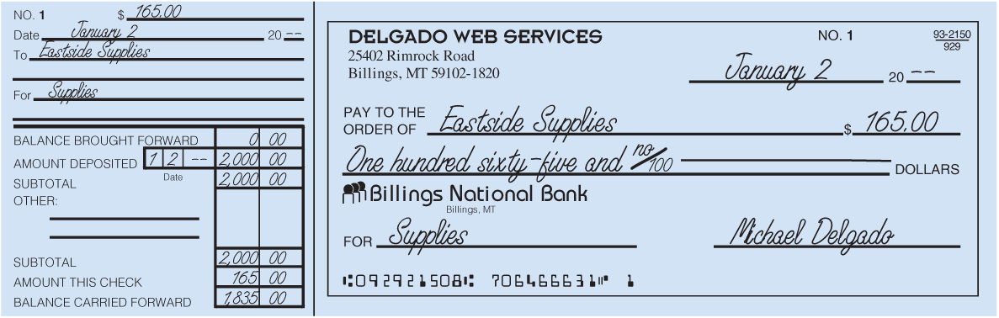 NO. 1 $ 165.00
Date January 2 20 --
To Eastside Supplies
For Supplies
BALANCE BROUGHT FORWARD 0 00
AMOUNT DEPOSITED 1 2 -- 2,000 00
Date
SUBTOTAL 2,000 00
OTHER:
SUBTOTAL 2,000 00
AMOUNT THIS CHECK 165 00
BALANCE CARRIED FORWARD 1,835 00
DELGADO WEB SERVICES NO. 1 93-2150
929
25402 Rimrock Road
Billings, MT 59102-1820
January 2 20 --
PAY TO THE
ORDER OF Eastside Supplies $ 165.00
One hundred sixty-five and no/100 DOLLARS
Billings National Bank
Billings, MT
FOR Supplies Michael Delgado
⑆092921508⑆ 706466631⑈ 1